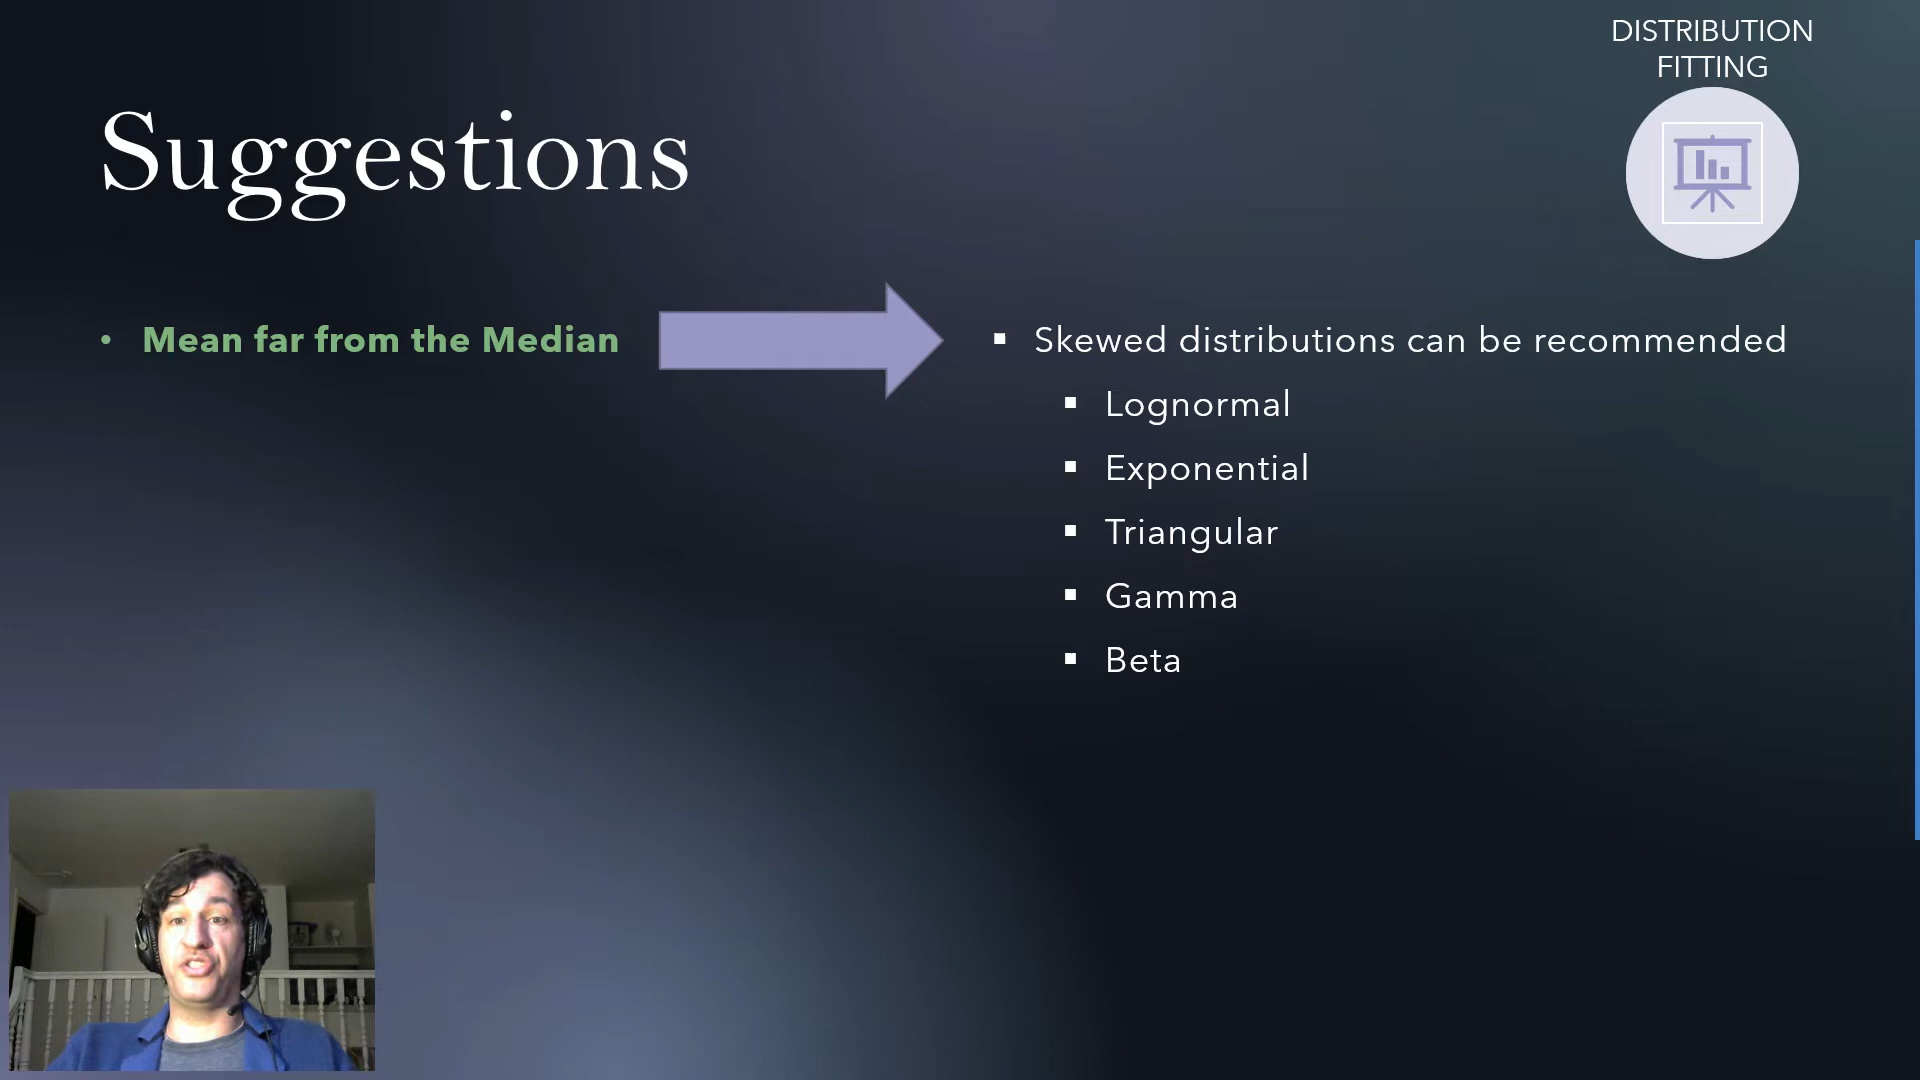 DISTRIBUTION
FITTING
Suggestions
• Mean far from the Median
▪ Skewed distributions can be recommended
▪ Lognormal
▪ Exponential
▪ Triangular
▪ Gamma
▪ Beta